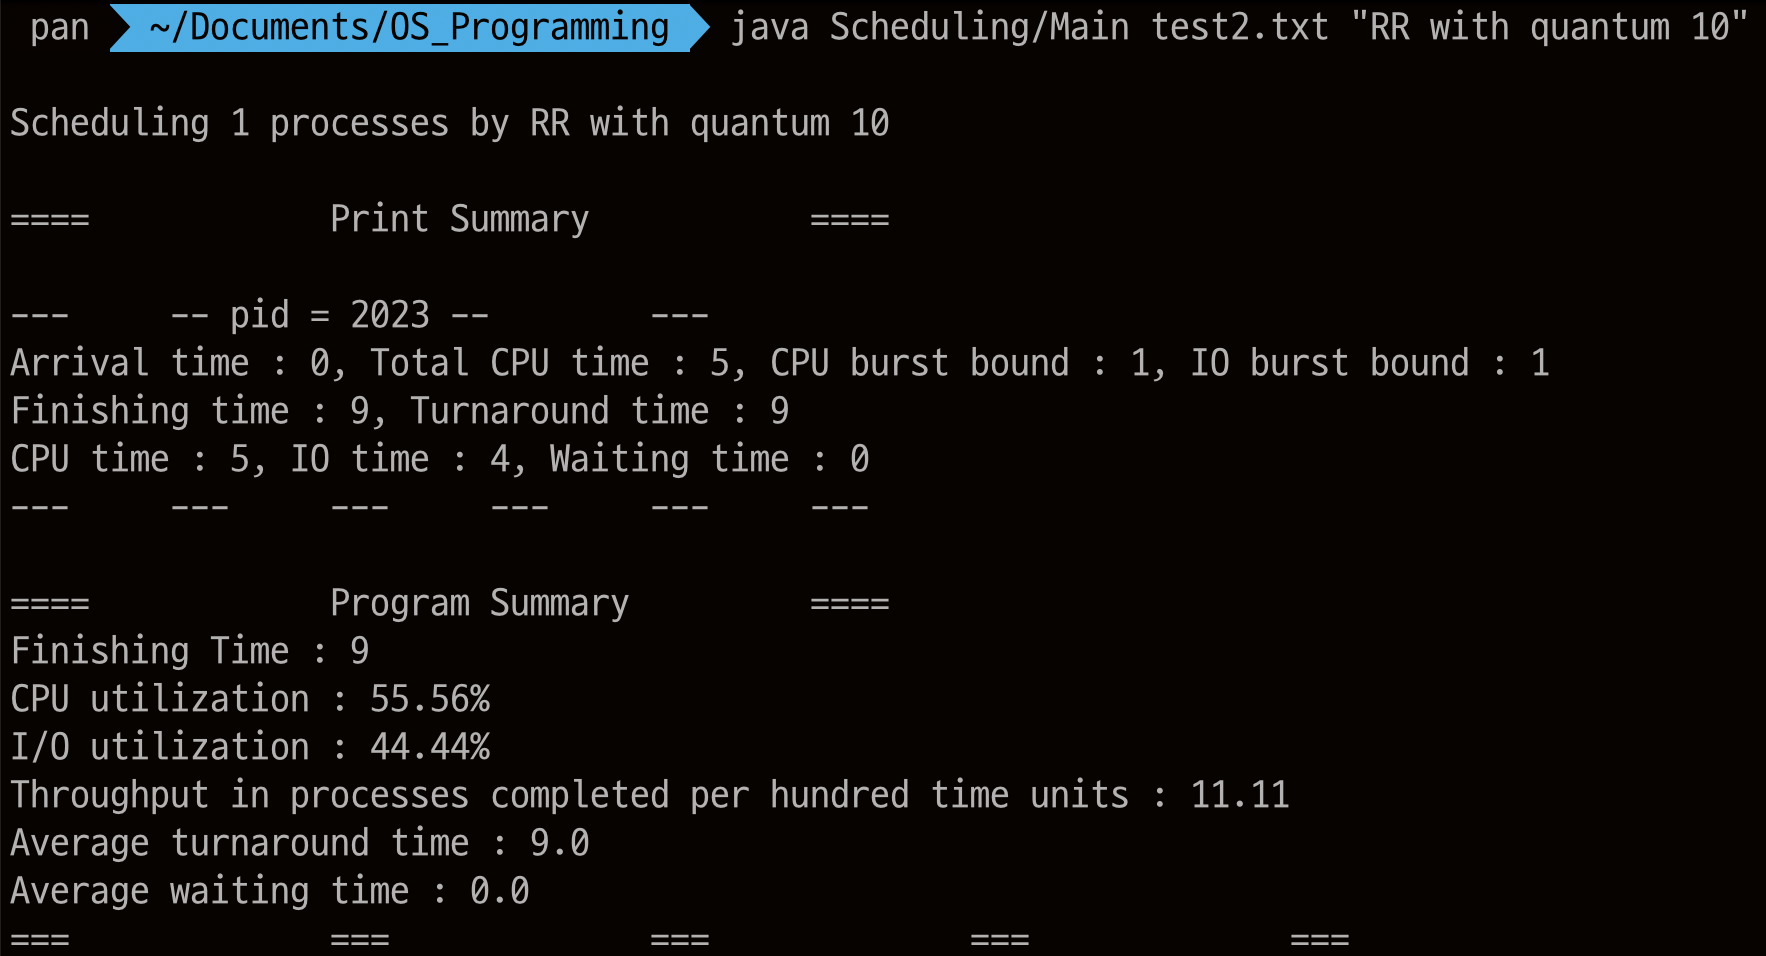 pan ~/Documents/OS_Programming java Scheduling/Main test2.txt "RR with quantum 10"
Scheduling 1 processes by RR with quantum 10
==== Print Summary ====
--- -- pid = 2023 -- ---
Arrival time : 0, Total CPU time : 5, CPU burst bound : 1, IO burst bound : 1
Finishing time : 9, Turnaround time : 9
CPU time : 5, IO time : 4, Waiting time : 0
--- --- --- --- --- ---
==== Program Summary ====
Finishing Time : 9
CPU utilization : 55.56%
I/O utilization : 44.44%
Throughput in processes completed per hundred time units : 11.11
Average turnaround time : 9.0
Average waiting time : 0.0
=== === === === ===